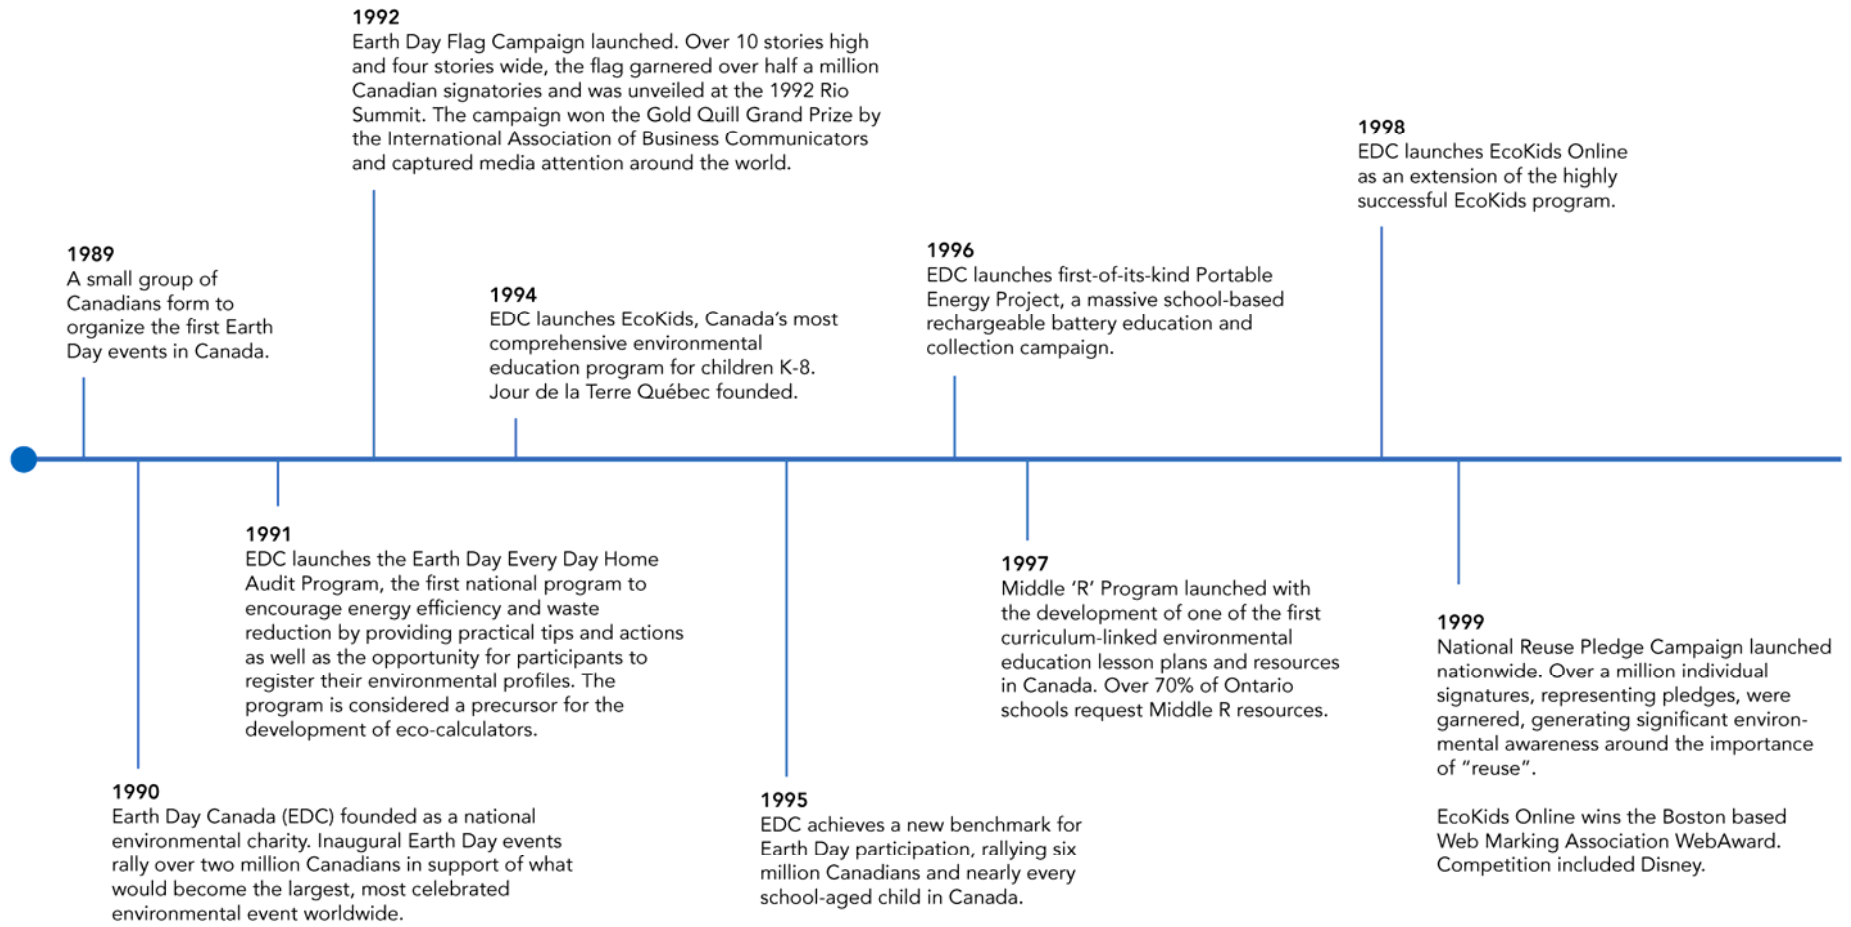 1989
A small group of
Canadians form to
organize the first Earth
Day events in Canada.
1990
Earth Day Canada (EDC) founded as a national
environmental charity. Inaugural Earth Day events
rally over two million Canadians in support of what
would become the largest, most celebrated
environmental event worldwide.
1991
EDC launches the Earth Day Every Day Home
Audit Program, the first national program to
encourage energy efficiency and waste
reduction by providing practical tips and actions
as well as the opportunity for participants to
register their environmental profiles. The
program is considered a precursor for the
development of eco-calculators.
1992
Earth Day Flag Campaign launched. Over 10 stories high
and four stories wide, the flag garnered over half a million
Canadian signatories and was unveiled at the 1992 Rio
Summit. The campaign won the Gold Quill Grand Prize by
the International Association of Business Communicators
and captured media attention around the world.
1994
EDC launches EcoKids, Canada's most
comprehensive environmental
education program for children K-8.
Jour de la Terre Québec founded.
1995
EDC achieves a new benchmark for
Earth Day participation, rallying six
million Canadians and nearly every
school-aged child in Canada.
1996
EDC launches first-of-its-kind Portable
Energy Project, a massive school-based
rechargeable battery education and
collection campaign.
1997
Middle ‘R’ Program launched with
the development of one of the first
curriculum-linked environmental
education lesson plans and resources
in Canada. Over 70% of Ontario
schools request Middle R resources.
1998
EDC launches EcoKids Online
as an extension of the highly
successful EcoKids program.
1999
National Reuse Pledge Campaign launched
nationwide. Over a million individual
signatures, representing pledges, were
garnered, generating significant environ-
mental awareness around the importance
of “reuse”.
EcoKids Online wins the Boston based
Web Marking Association WebAward.
Competition included Disney.